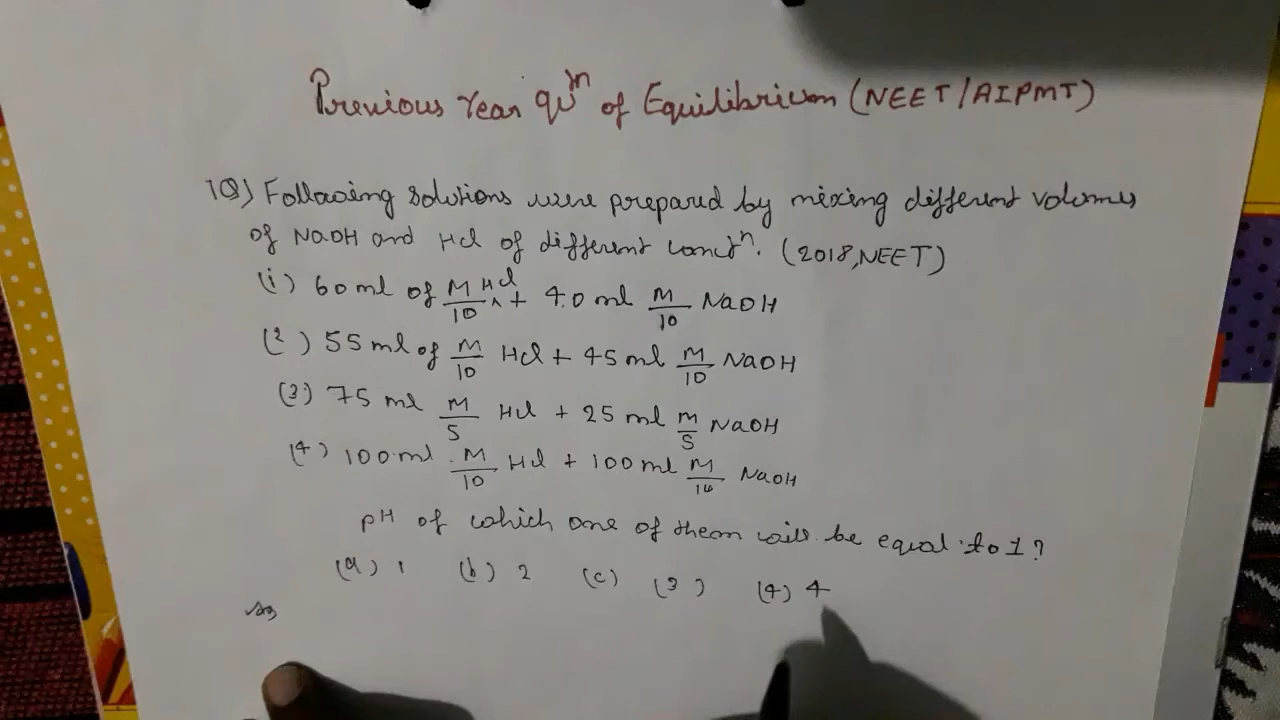 Previous Year quⁿ of Equilibrium (NEET/AIPMT)
1Q) Following solutions were prepared by mixing different volumes
of NaOH and Hcl of different concⁿ. (2018, NEET)
(i) 60 ml of M/10 Hcl + 40 ml M/10 NaOH
(2) 55 ml of M/10 Hcl + 45 ml M/10 NaOH
(3) 75 ml M/5 Hcl + 25 ml M/5 NaOH
(4) 100 ml M/10 Hcl + 100 ml M/10 NaOH
pH of which one of them will be equal to 1?
(a) 1 (b) 2 (c) (3) (4) 4